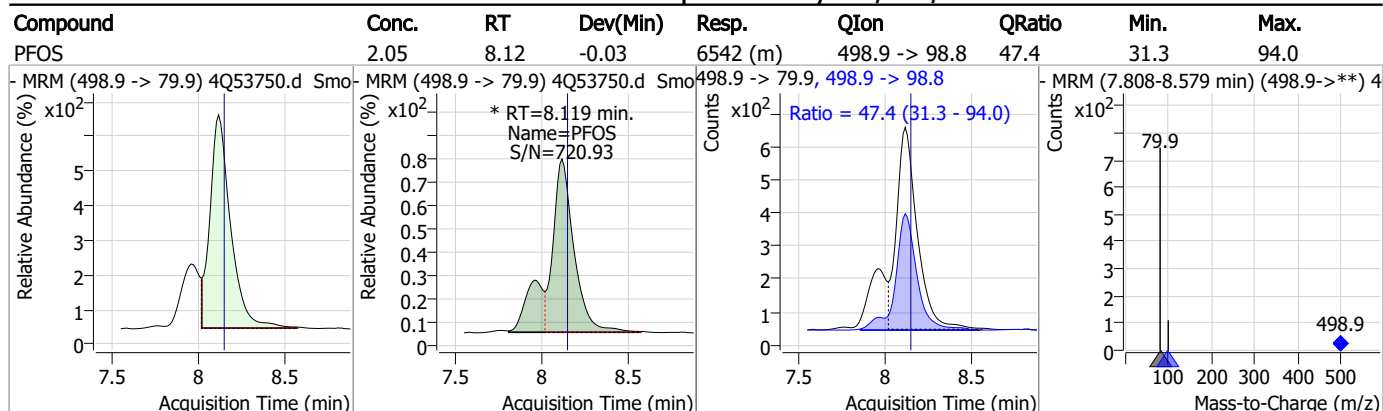 Compound Conc. RT Dev(Min) Resp. QIon QRatio Min. Max.
PFOS 2.05 8.12 -0.03 6542 (m) 498.9 -> 98.8 47.4 31.3 94.0
- MRM (498.9 -> 79.9) 4Q53750.d Smo
Relative Abundance (%)
x10²
5
4
3
2
1
0
7.5 8 8.5
Acquisition Time (min)
- MRM (498.9 -> 79.9) 4Q53750.d Smo
Relative Abundance (%)
x10²
* RT=8.119 min.
Name=PFOS
S/N=720.93
0.8
0.7
0.6
0.5
0.4
0.3
0.2
0.1
0
7.5 8 8.5
Acquisition Time (min)
498.9 -> 79.9, 498.9 -> 98.8
Counts
x10²
Ratio = 47.4 (31.3 - 94.0)
6
5
4
3
2
1
0
7.5 8 8.5
Acquisition Time (min)
- MRM (7.808-8.579 min) (498.9->**) 4
Counts
x10²
79.9
7
6
5
4
3
2
1
0
498.9
100 200 300 400 500
Mass-to-Charge (m/z)